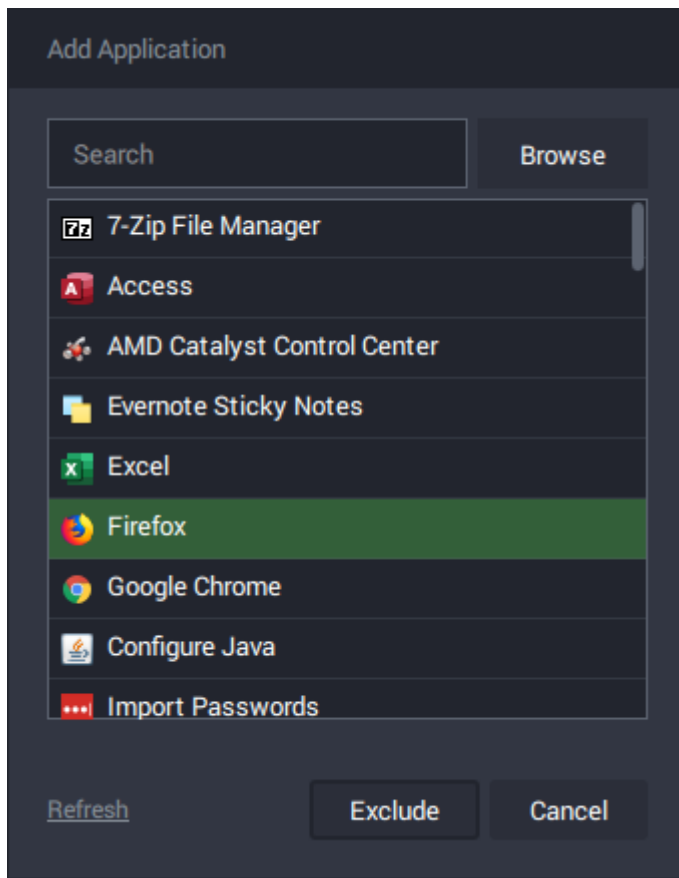 Add Application
Search
Browse
7-Zip File Manager
Access
AMD Catalyst Control Center
Evernote Sticky Notes
Excel
Firefox
Google Chrome
Configure Java
Import Passwords
Refresh
Exclude
Cancel